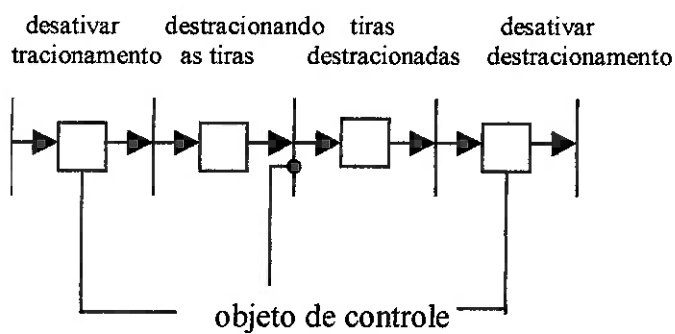 desativar tracionamento
destracionando as tiras
tiras destracionadas
desativar destracionamento
objeto de controle